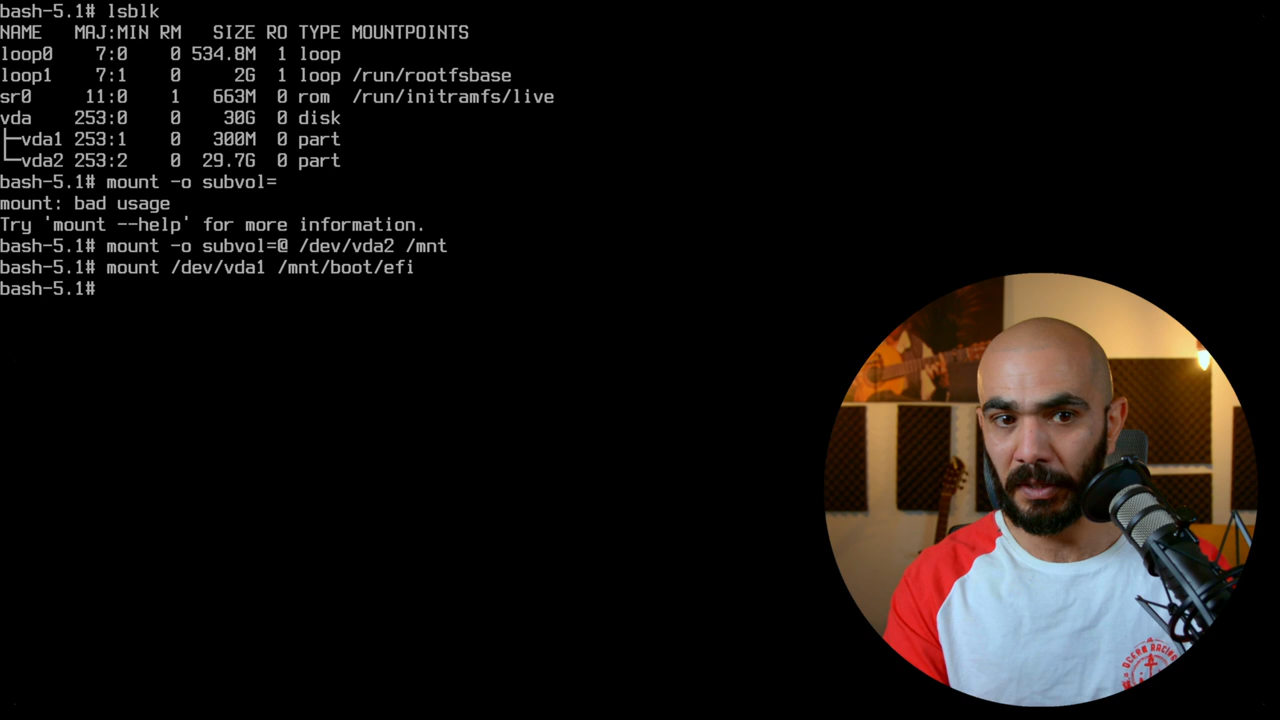 bash-5.1# lsblk
NAME   MAJ:MIN RM   SIZE RO TYPE MOUNTPOINTS
loop0    7:0    0 534.8M  1 loop
loop1    7:1    0     2G  1 loop /run/rootfsbase
sr0     11:0    1   663M  0 rom  /run/initramfs/live
vda    253:0    0    30G  0 disk
├─vda1 253:1    0   300M  0 part
└─vda2 253:2    0  29.7G  0 part
bash-5.1# mount -o subvol=
mount: bad usage
Try 'mount --help' for more information.
bash-5.1# mount -o subvol=@ /dev/vda2 /mnt
bash-5.1# mount /dev/vda1 /mnt/boot/efi
bash-5.1#
OCEAN RACING